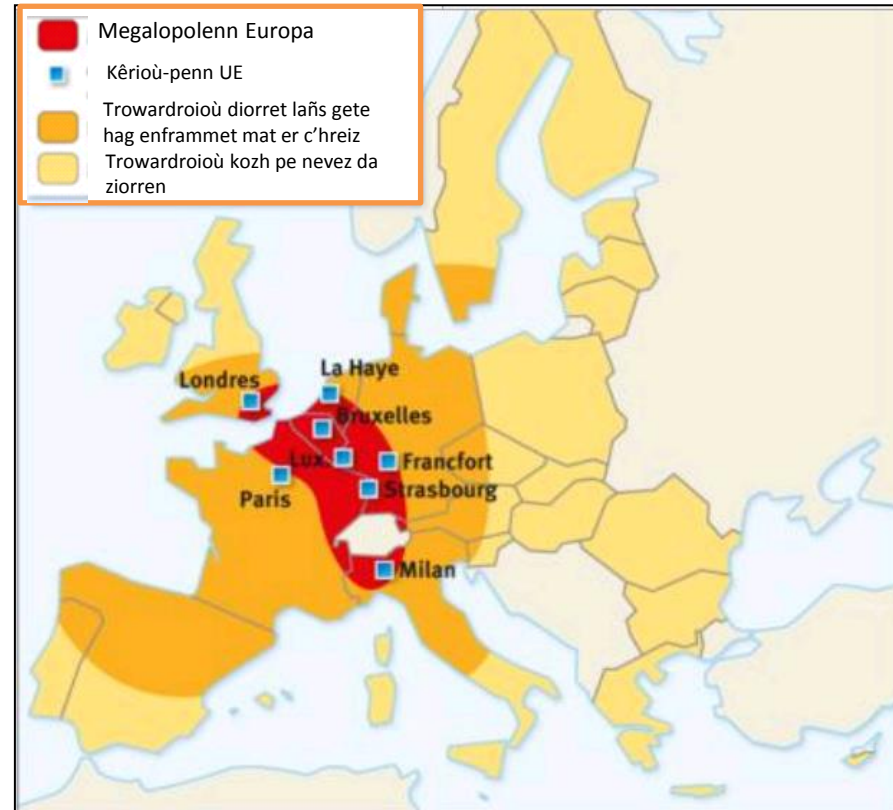 Megalopolenn Europa
Kêrioù-penn UE
Trowardroioù diorret lañs gete
hag enframmet mat er c’hreiz
Trowardroioù kozh pe nevez da
ziorren
La Haye
Londres
Bruxelles
Lux.
Francfort
Strasbourg
Paris
Milan